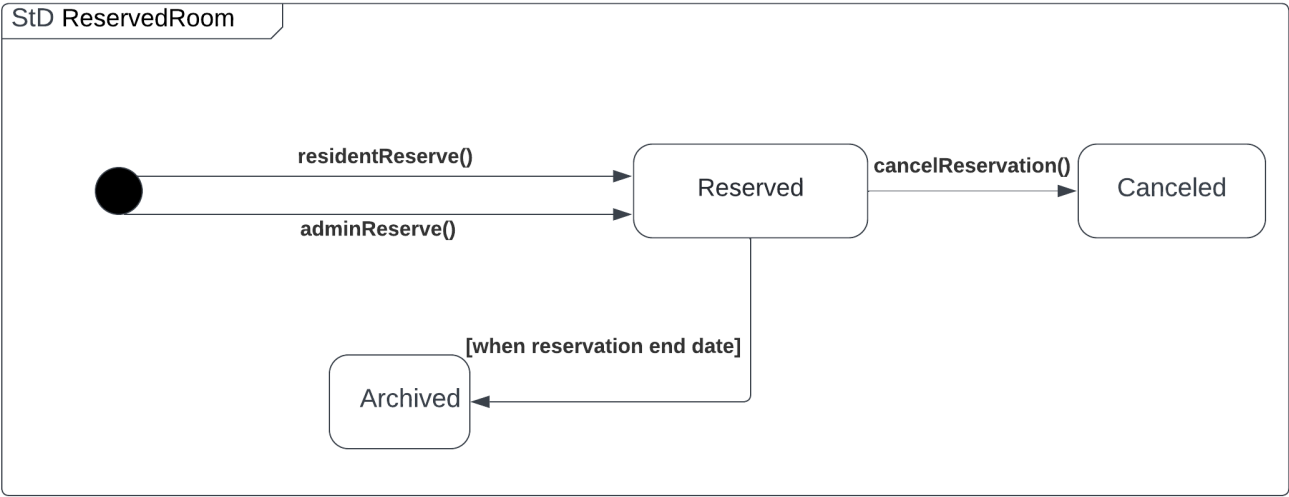 StD ReservedRoom
residentReserve()
adminReserve()
Reserved
cancelReservation()
Canceled
[when reservation end date]
Archived